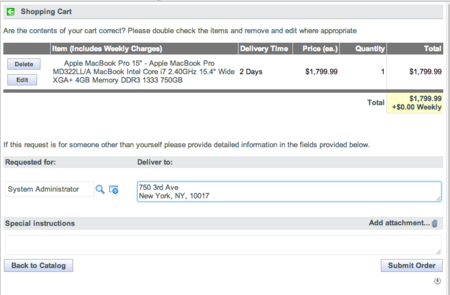 Shopping Cart
Are the contents of your cart correct? Please double check the items and remove and edit where appropriate
Item (Includes Weekly Charges) Delivery Time Price (ea.) Quantity Total
Delete Apple MacBook Pro 15" - Apple MacBook Pro
MD322LL/A MacBook Intel Core i7 2.40GHz 15.4" Wide 2 Days $1,799.99 1 $1,799.99
Edit XGA+ 4GB Memory DDR3 1333 750GB
Total $1,799.99
+$0.00 Weekly
If this request is for someone other than yourself please provide detailed information in the fields provided below.
Requested for: Deliver to:
System Administrator 750 3rd Ave
New York, NY, 10017
Special instructions Add attachment...
Back to Catalog Submit Order